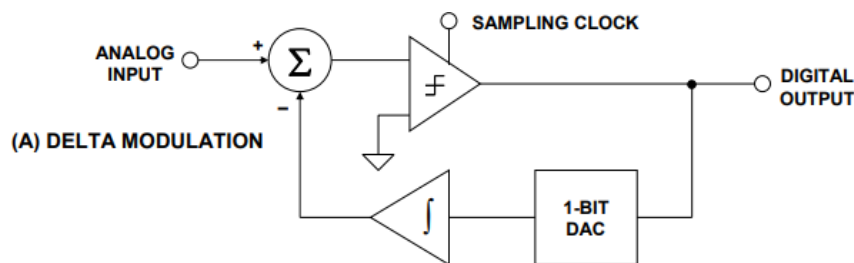 SAMPLING CLOCK
ANALOG
INPUT
+
Σ
−
DIGITAL
OUTPUT
(A) DELTA MODULATION
∫
1-BIT
DAC